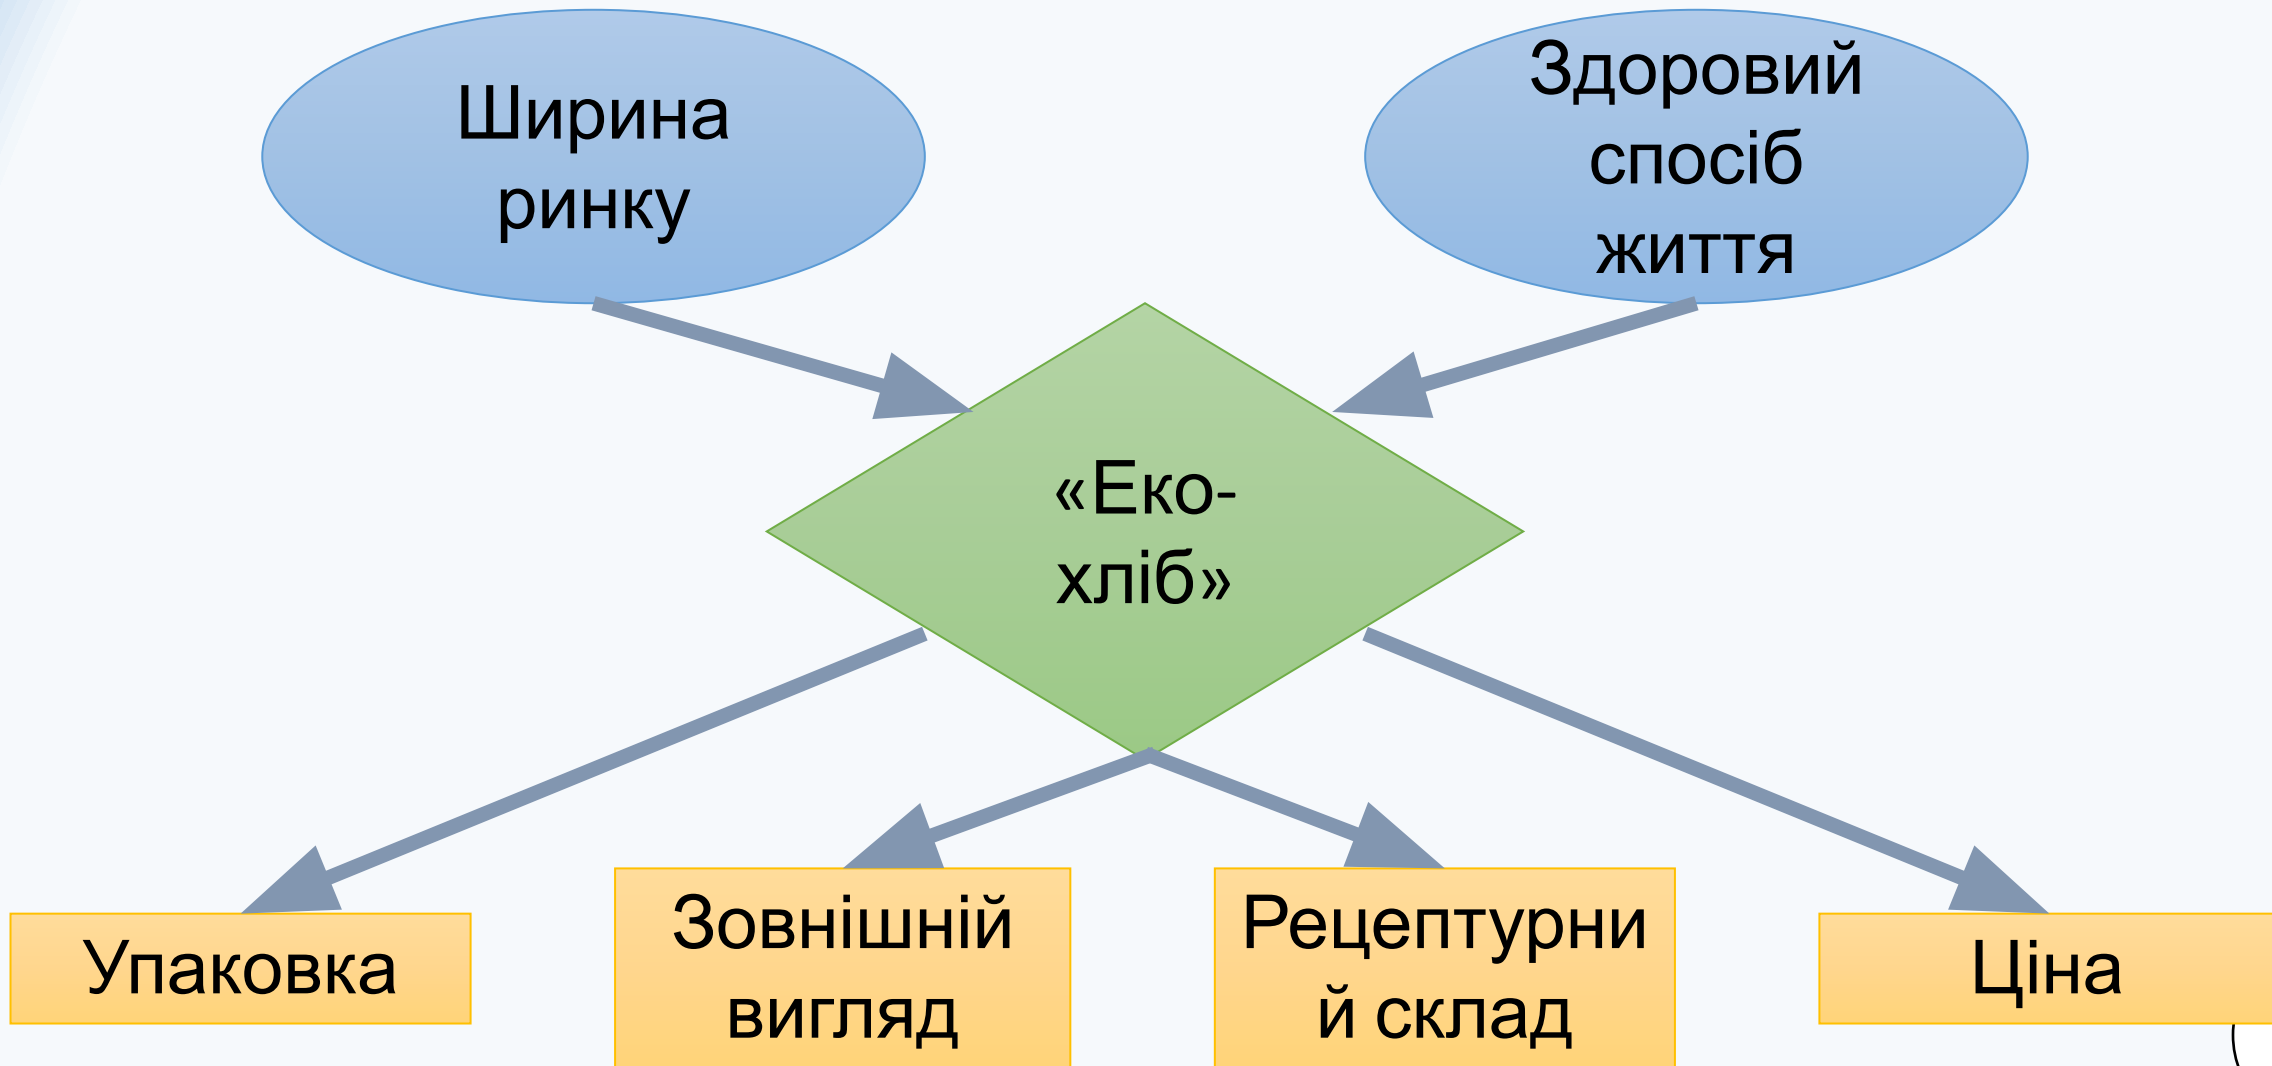 Ширина
ринку
Здоровий
спосіб
життя
«Еко-
хліб»
Упаковка
Зовнішній
вигляд
Рецептурни
й склад
Ціна